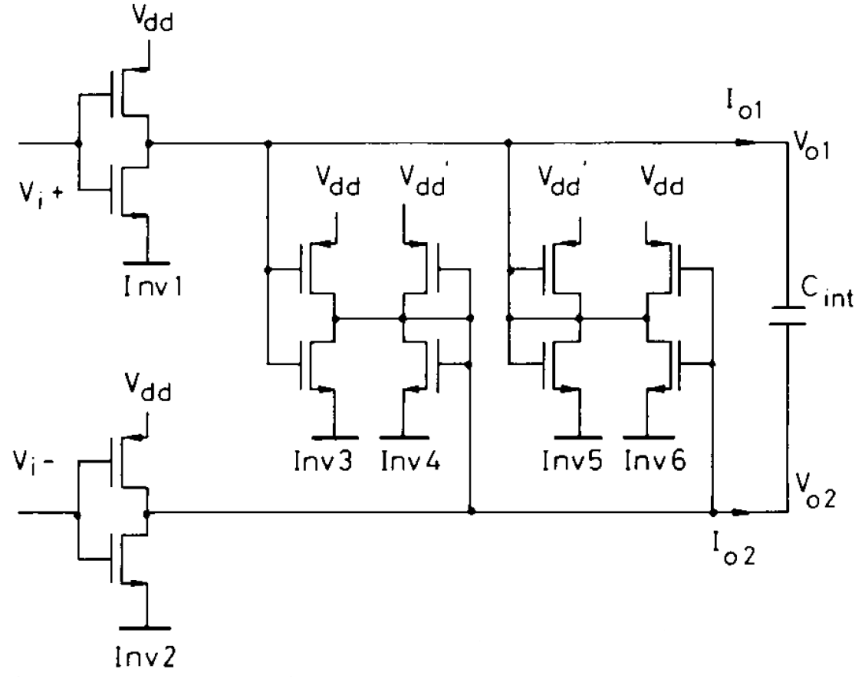 Vdd
Io1
Vo1
Vi+
Vdd Vdd' Vdd' Vdd
Inv1
Cint
Vdd
Inv3 Inv4 Inv5 Inv6
Vi-
Vo2
Io2
Inv2